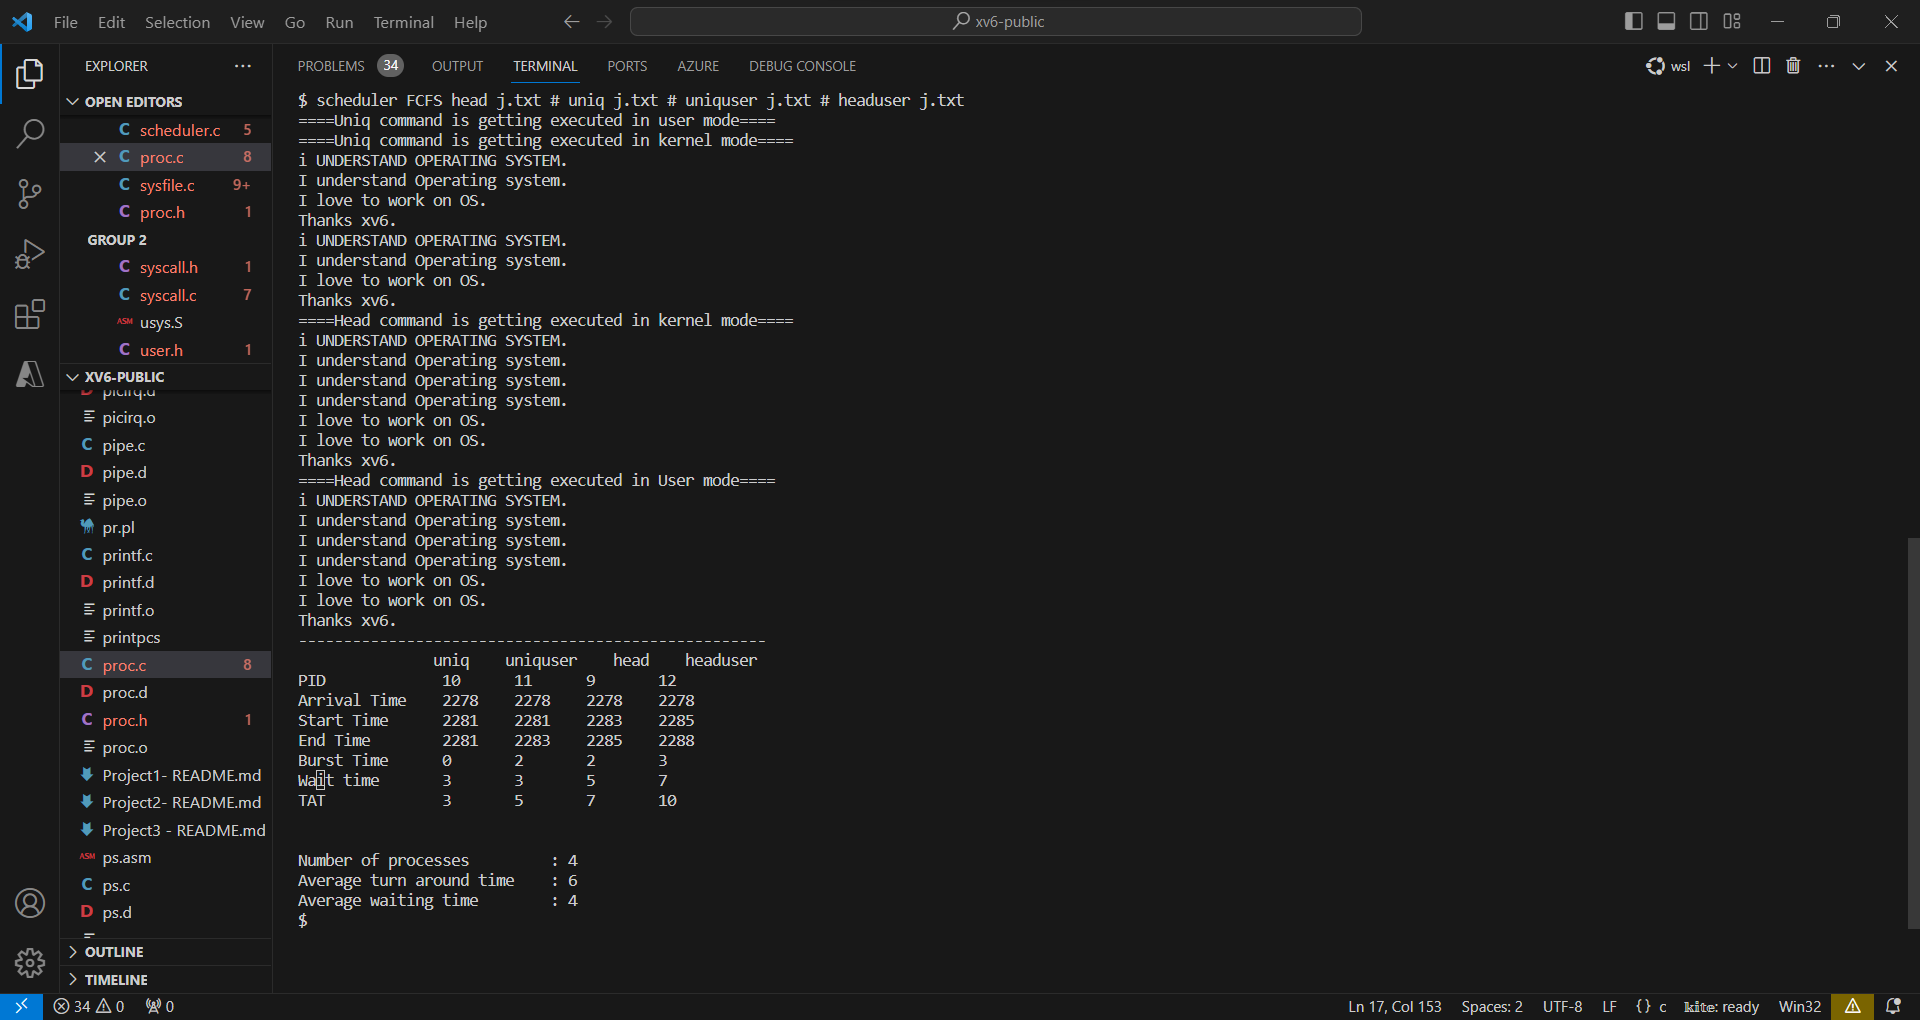 File Edit Selection View Go Run Terminal Help
xv6-public
EXPLORER
OPEN EDITORS
C scheduler.c 5
C proc.c 8
C sysfile.c 9+
C proc.h 1
GROUP 2
C syscall.h 1
C syscall.c 7
ASM usys.S
C user.h 1
XV6-PUBLIC
D picirq.d
picirq.o
C pipe.c
D pipe.d
pipe.o
pr.pl
C printf.c
D printf.d
printf.o
printpcs
C proc.c 8
D proc.d
C proc.h 1
proc.o
Project1- README.md
Project2- README.md
Project3 - README.md
ASM ps.asm
C ps.c
D ps.d
OUTLINE
TIMELINE
PROBLEMS 34 OUTPUT TERMINAL PORTS AZURE DEBUG CONSOLE
wsl
$ scheduler FCFS head j.txt # uniq j.txt # uniquser j.txt # headuser j.txt
====Uniq command is getting executed in user mode====
====Uniq command is getting executed in kernel mode====
i UNDERSTAND OPERATING SYSTEM.
I understand Operating system.
I love to work on OS.
Thanks xv6.
i UNDERSTAND OPERATING SYSTEM.
I understand Operating system.
I love to work on OS.
Thanks xv6.
====Head command is getting executed in kernel mode====
i UNDERSTAND OPERATING SYSTEM.
I understand Operating system.
I understand Operating system.
I understand Operating system.
I love to work on OS.
I love to work on OS.
Thanks xv6.
====Head command is getting executed in User mode====
i UNDERSTAND OPERATING SYSTEM.
I understand Operating system.
I understand Operating system.
I understand Operating system.
I love to work on OS.
I love to work on OS.
Thanks xv6.
----------------------------------------------------
uniq uniquser head headuser
PID 10 11 9 12
Arrival Time 2278 2278 2278 2278
Start Time 2281 2281 2283 2285
End Time 2281 2283 2285 2288
Burst Time 0 2 2 3
Wait time 3 3 5 7
TAT 3 5 7 10
Number of processes : 4
Average turn around time : 6
Average waiting time : 4
$
34 0 0
Ln 17, Col 153 Spaces: 2 UTF-8 LF {} c kite: ready Win32